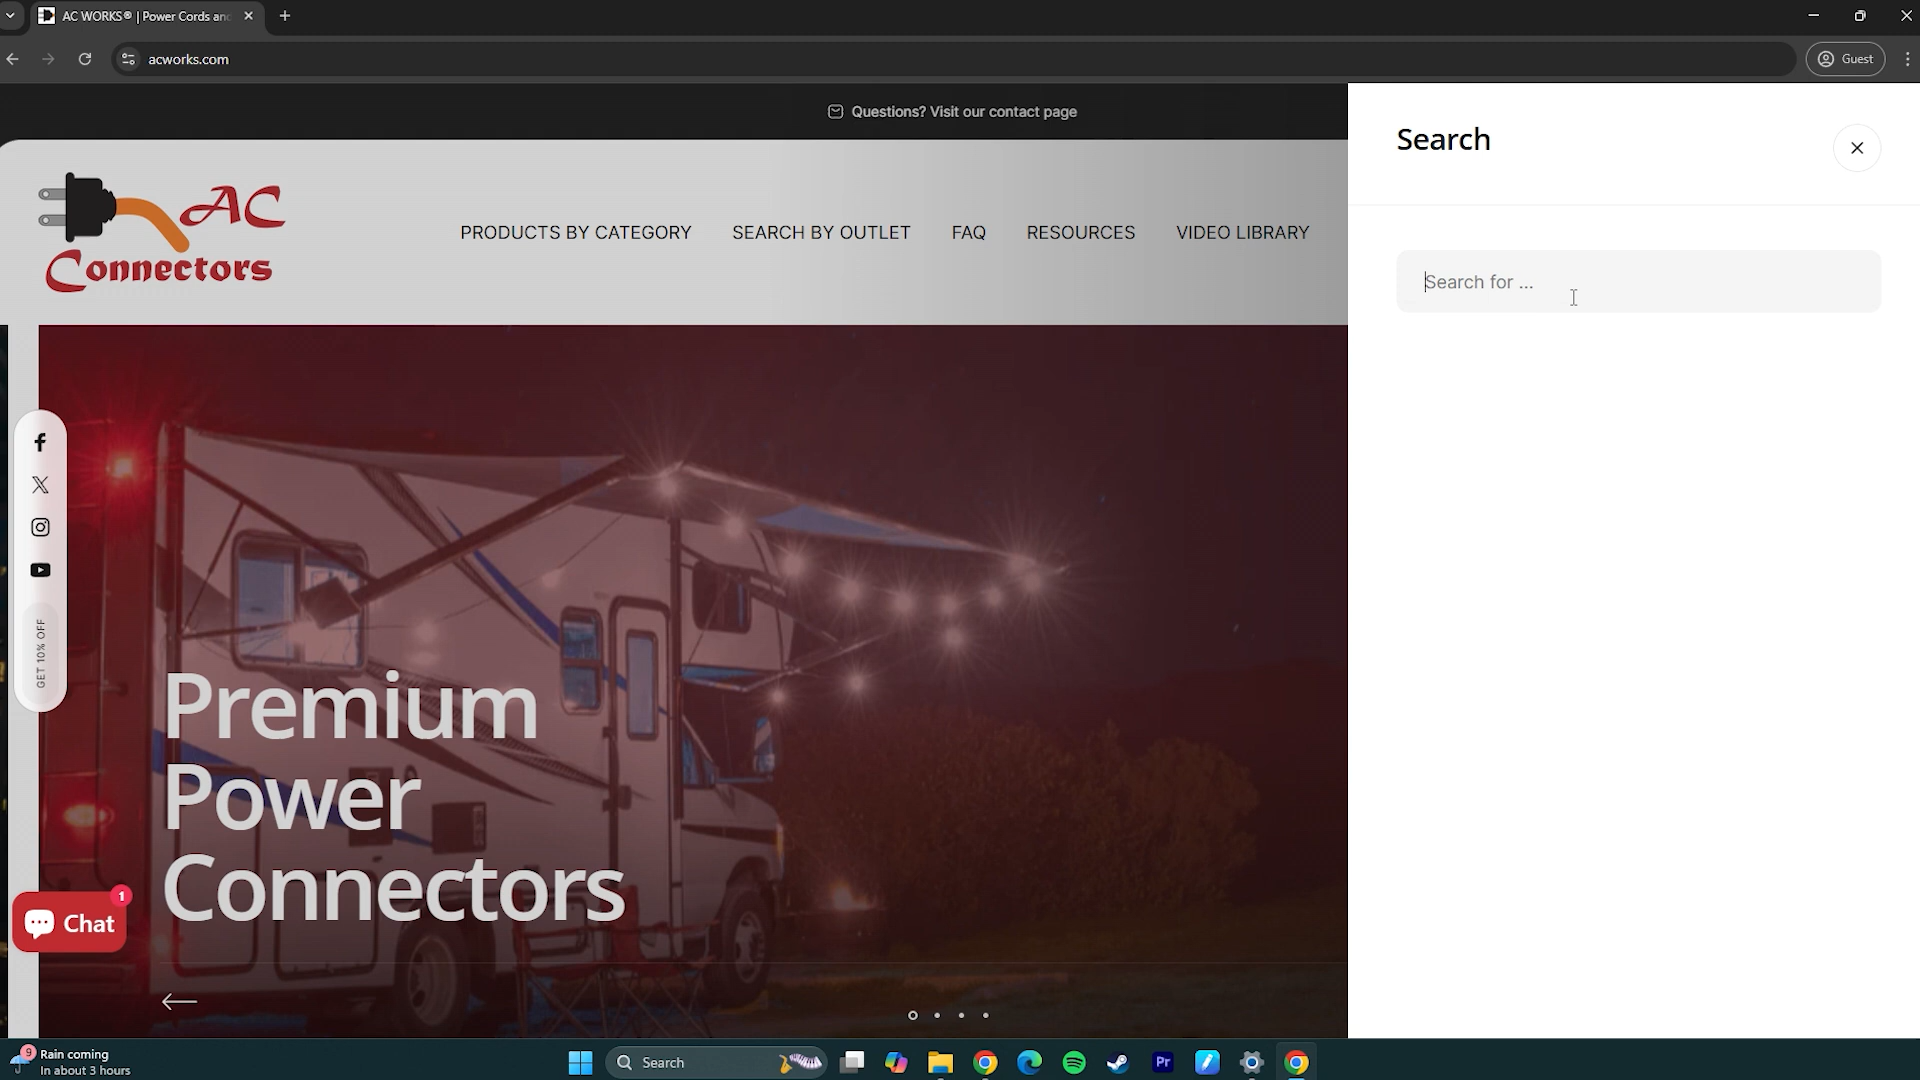 AC WORKS® | Power Cords and
acworks.com
Guest
Questions? Visit our contact page
AC
Connectors
PRODUCTS BY CATEGORY
SEARCH BY OUTLET
FAQ
RESOURCES
VIDEO LIBRARY
Search
Search for ...
GET 10% OFF
Premium
Power
Connectors
1
Chat
9
Rain coming
In about 3 hours
Search
Pr